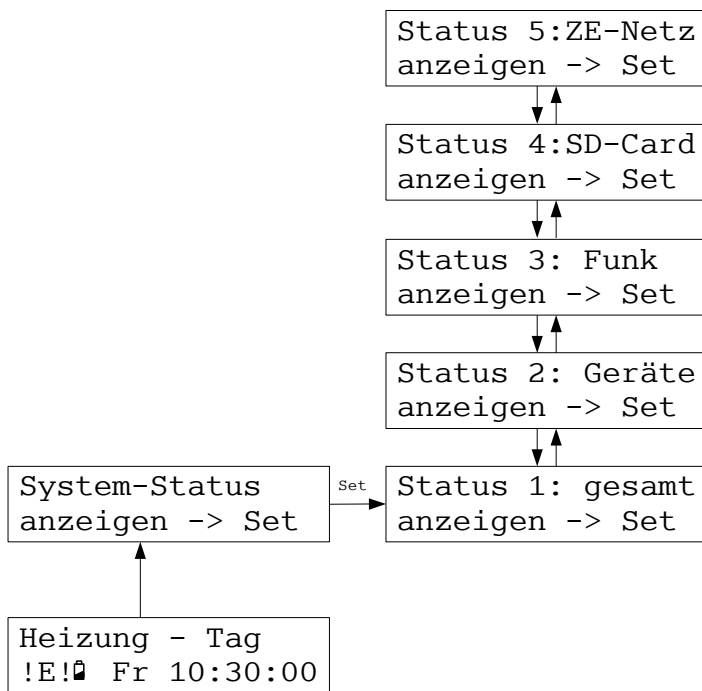 Status 5:ZE-Netz
anzeigen -> Set
Status 4:SD-Card
anzeigen -> Set
Status 3: Funk
anzeigen -> Set
Status 2: Geräte
anzeigen -> Set
System-Status
anzeigen -> Set
Set
Status 1: gesamt
anzeigen -> Set
Heizung - Tag
!E! Fr 10:30:00